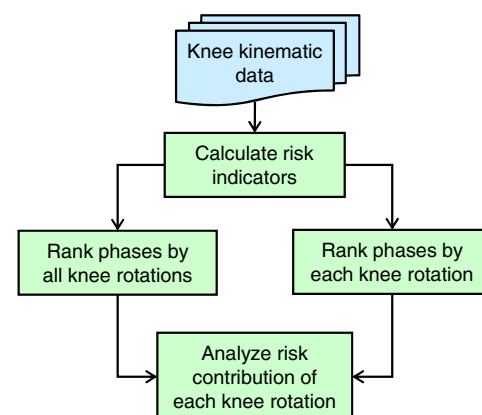 Knee kinematic
data
Calculate risk
indicators
Rank phases by
all knee rotations
Rank phases by
each knee rotation
Analyze risk
contribution of
each knee rotation